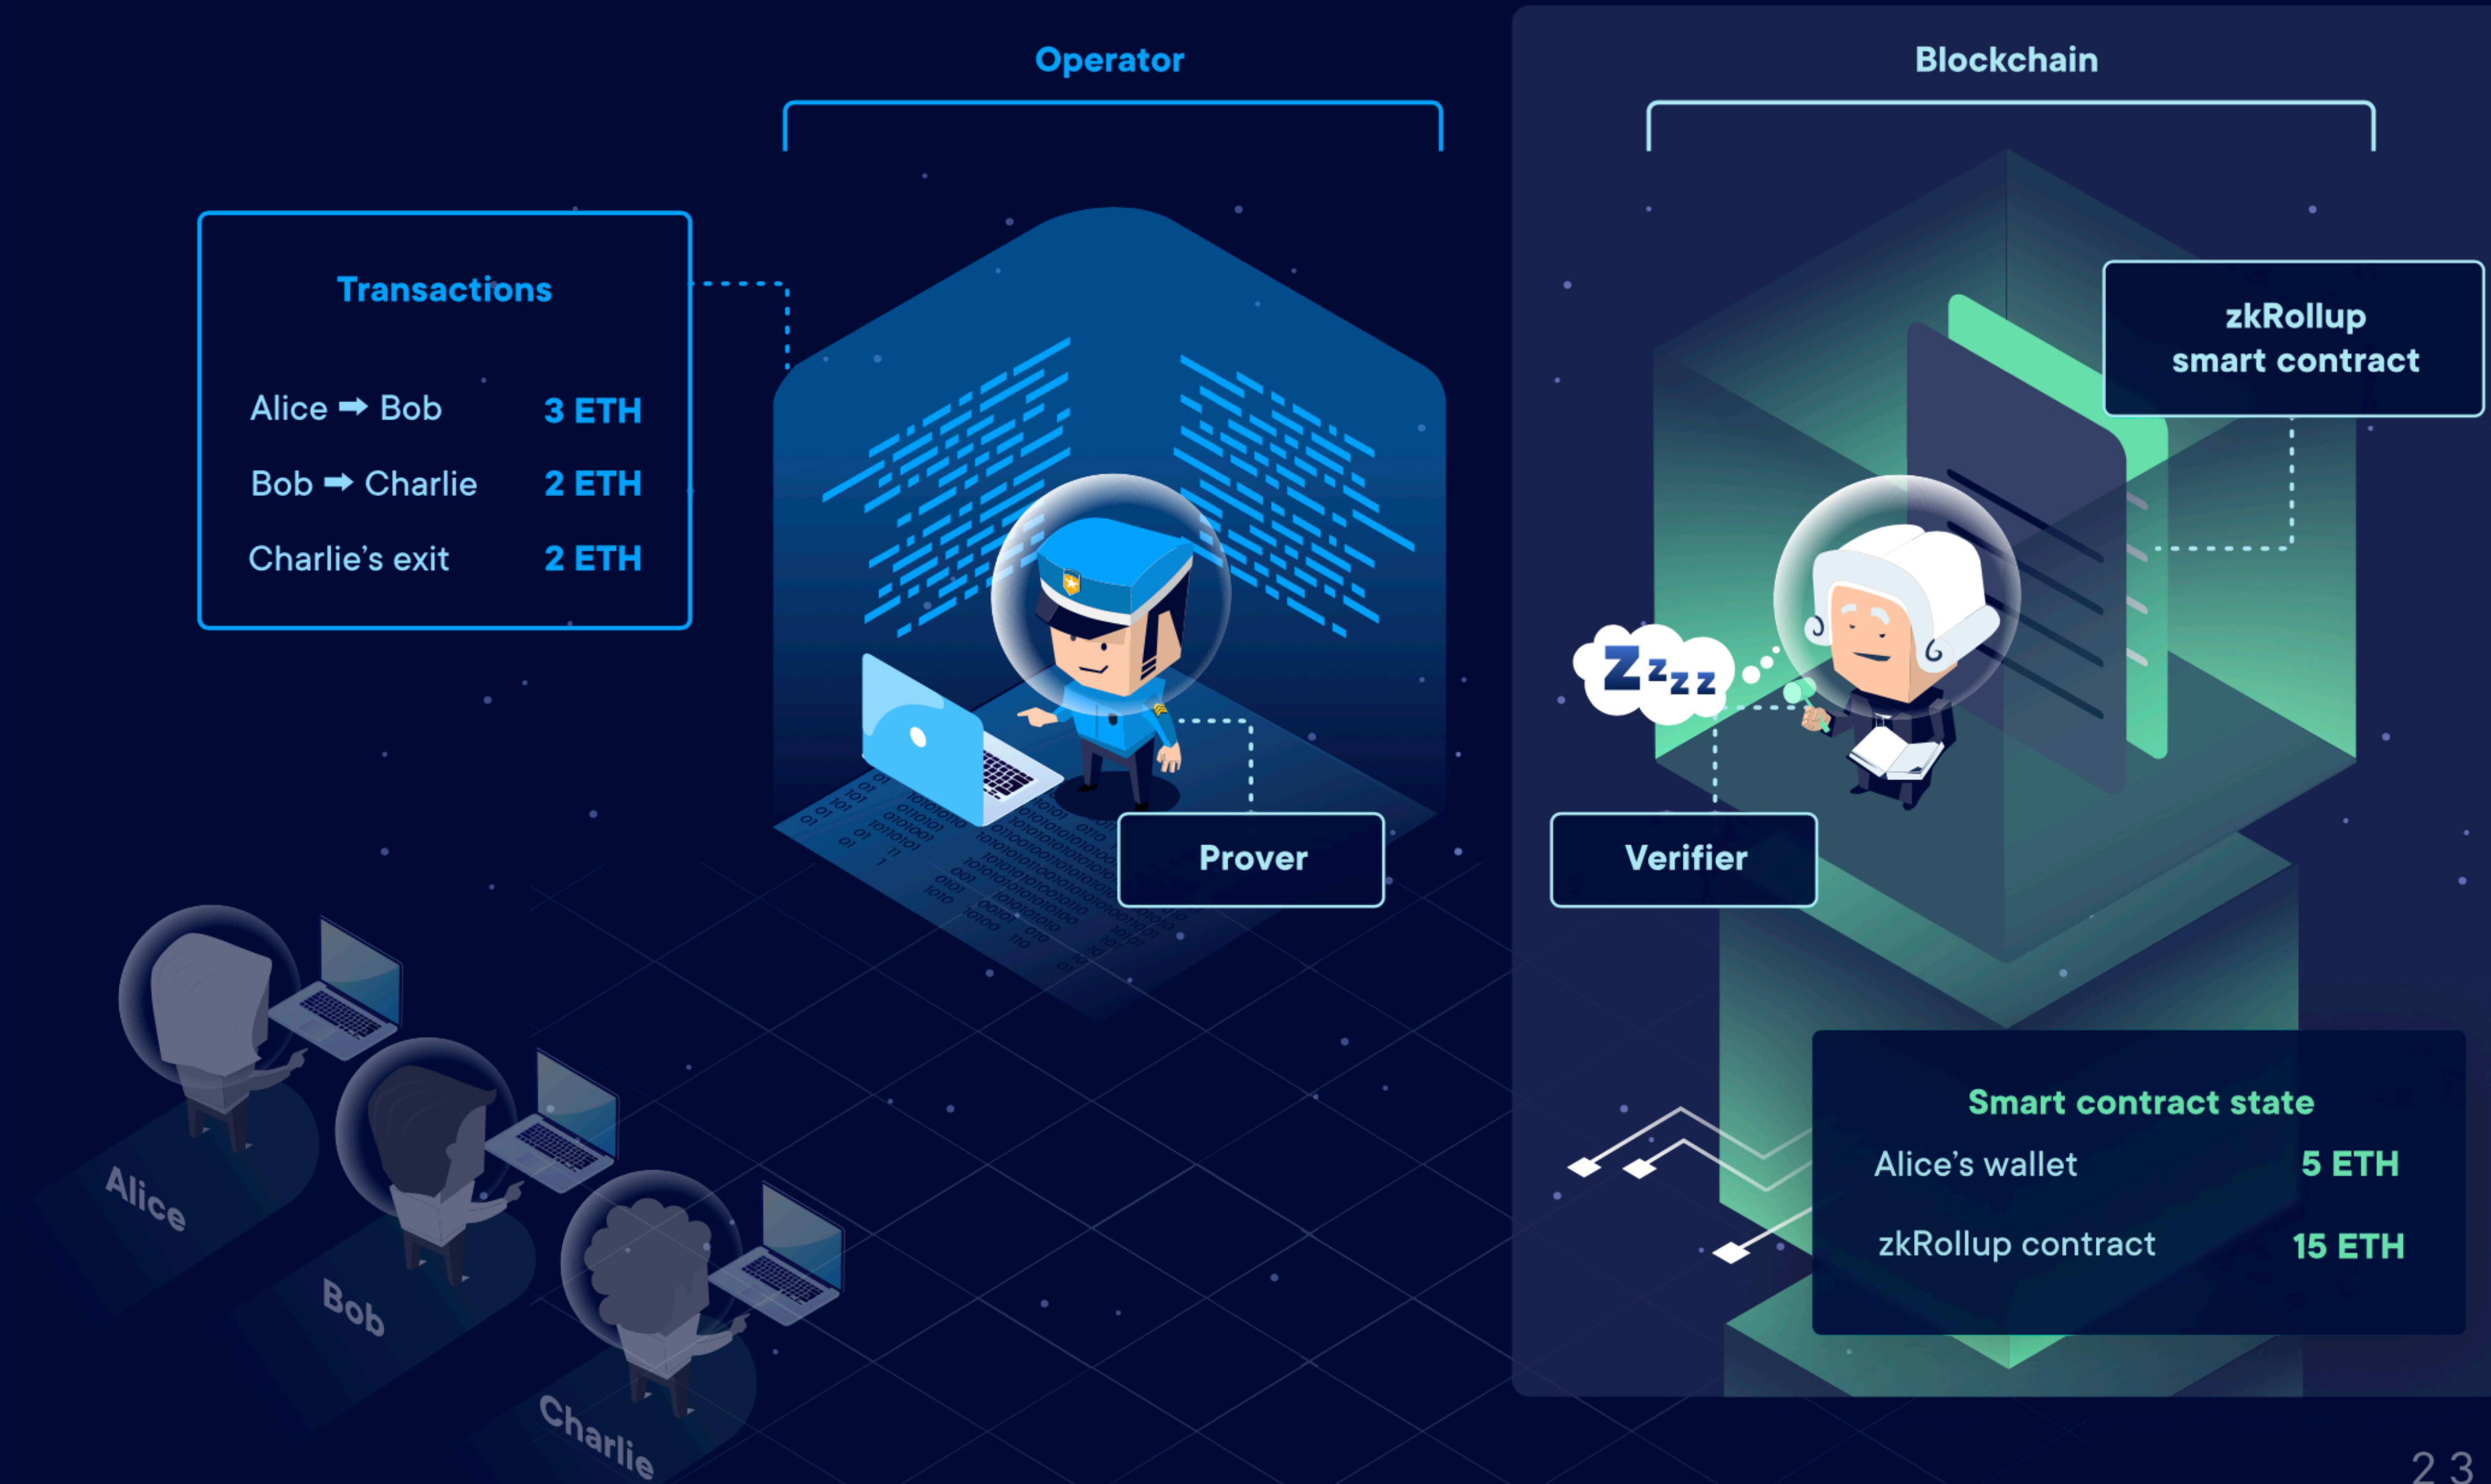 Operator
Blockchain
Transactions
Alice ➡ Bob 3 ETH
Bob ➡ Charlie 2 ETH
Charlie’s exit 2 ETH
zkRollup
smart contract
Zzzz
Prover
Verifier
Smart contract state
Alice’s wallet 5 ETH
zkRollup contract 15 ETH
Alice
Bob
Charlie
23